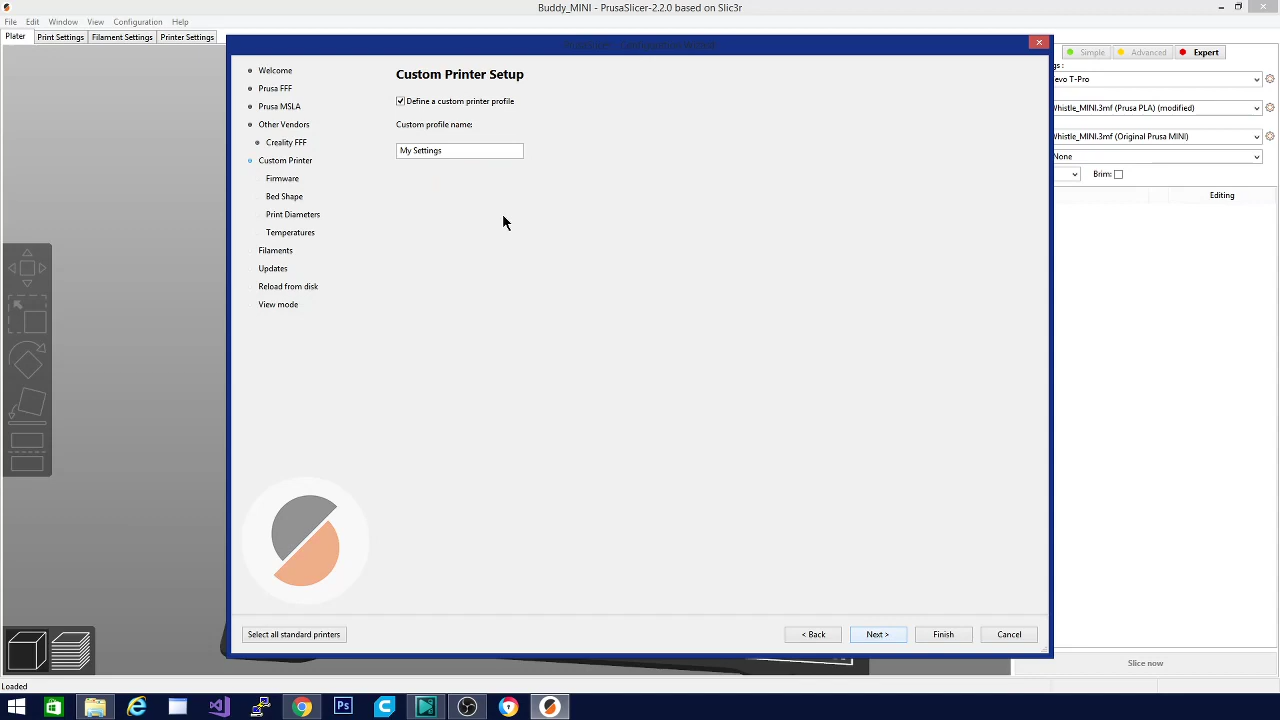 Buddy_MINI - PrusaSlicer-2.2.0 based on Slic3r
File Edit Window View Configuration Help
Plater Print Settings Filament Settings Printer Settings
Simple Advanced Expert
gs :
evo T-Pro
Whistle_MINI.3mf (Prusa PLA) (modified)
Whistle_MINI.3mf (Original Prusa MINI)
None
Brim:
Editing
Welcome
Prusa FFF
Prusa MSLA
Other Vendors
Creality FFF
Custom Printer
Firmware
Bed Shape
Print Diameters
Temperatures
Filaments
Updates
Reload from disk
View mode
Custom Printer Setup
Define a custom printer profile
Custom profile name:
My Settings
Select all standard printers
< Back Next > Finish Cancel
Slice now
Loaded
Ps